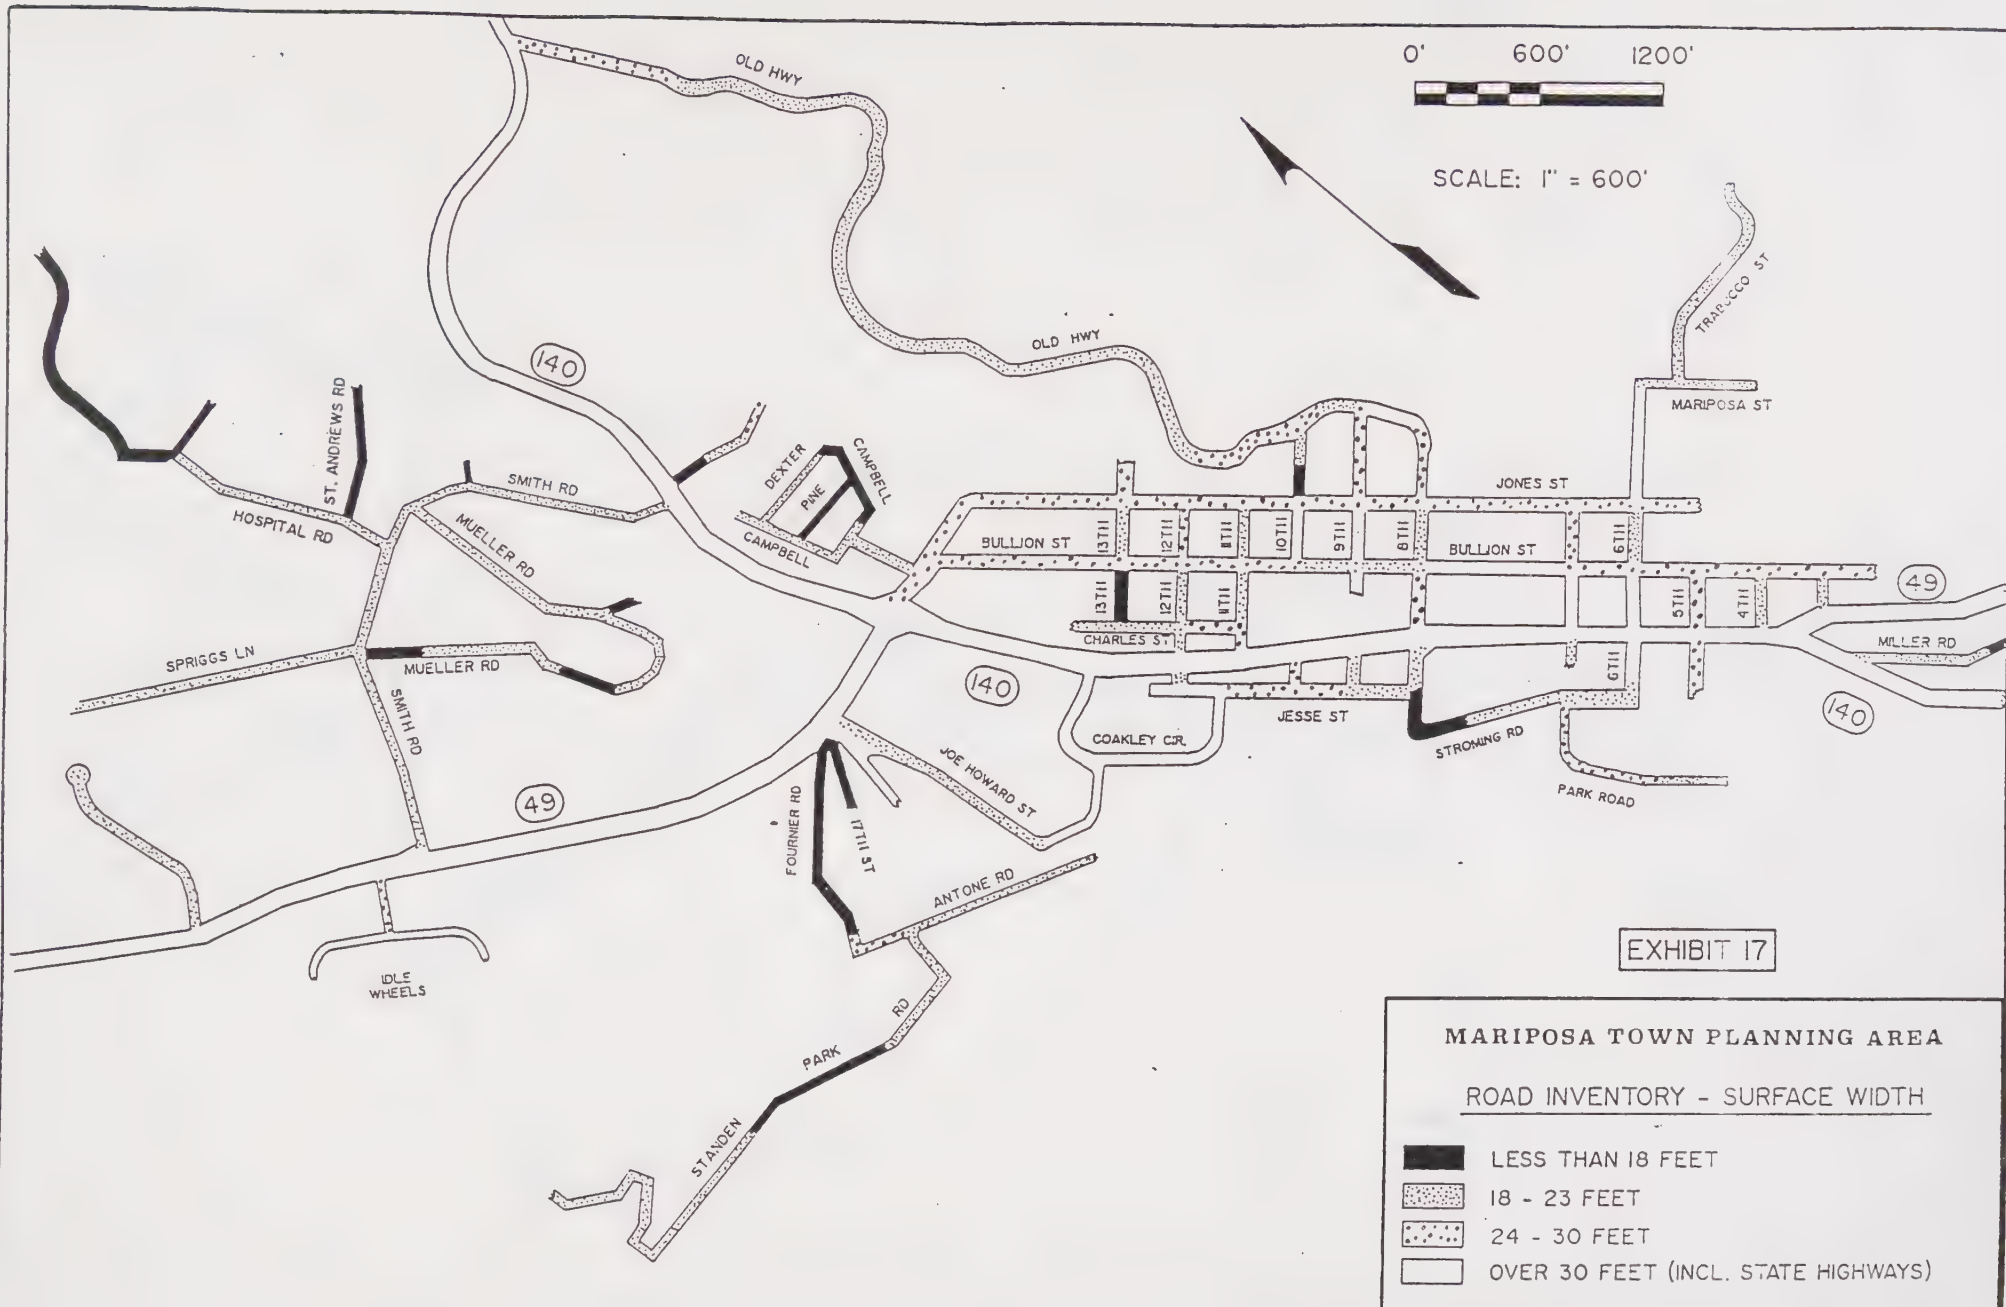 0' 600' 1200'
SCALE: 1" = 600'
OLD HWY
OLD HWY
140
TRABUCCO ST
MARIPOSA ST
ST. ANDREWS RD
HOSPITAL RD
SMITH RD
MUELLER RD
DEXTER
PINE
CAMPBELL
CAMPBELL
JONES ST
BULLION ST
13TH
12TH
11TH
10TH
9TH
8TH
BULLION ST
6TH
13TH
12TH
11TH
5TH
4TH
49
CHARLES ST
MILLER RD
SPRIGGS LN
MUELLER RD
SMITH RD
140
6TH
JESSE ST
140
COAKLEY CIR.
STROMING RD
PARK ROAD
JOE HOWARD ST
49
FOURNIER RD
17TH ST
ANTONE RD
IDLE
WHEELS
STANDEN PARK RD
EXHIBIT 17
MARIPOSA TOWN PLANNING AREA
ROAD INVENTORY - SURFACE WIDTH
LESS THAN 18 FEET
18 - 23 FEET
24 - 30 FEET
OVER 30 FEET (INCL. STATE HIGHWAYS)